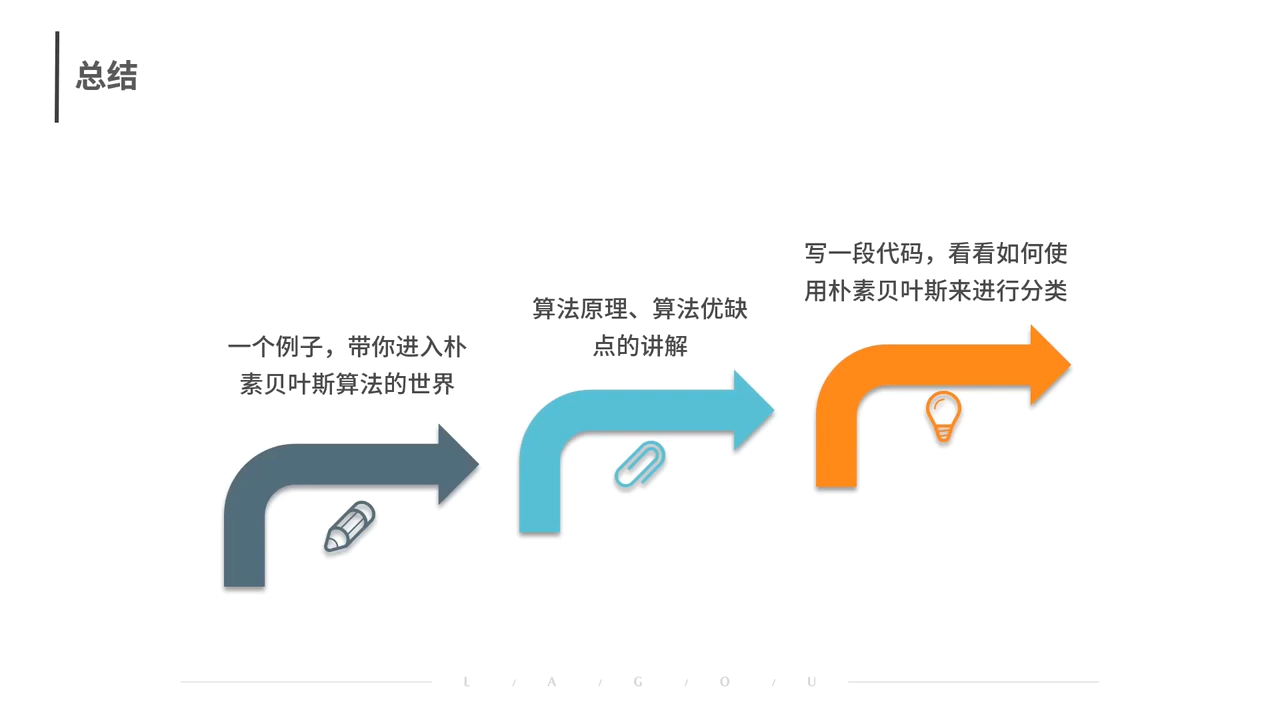 总结
一个例子，带你进入朴
素贝叶斯算法的世界
算法原理、算法优缺
点的讲解
写一段代码，看看如何使
用朴素贝叶斯来进行分类
L / A / G / O / U